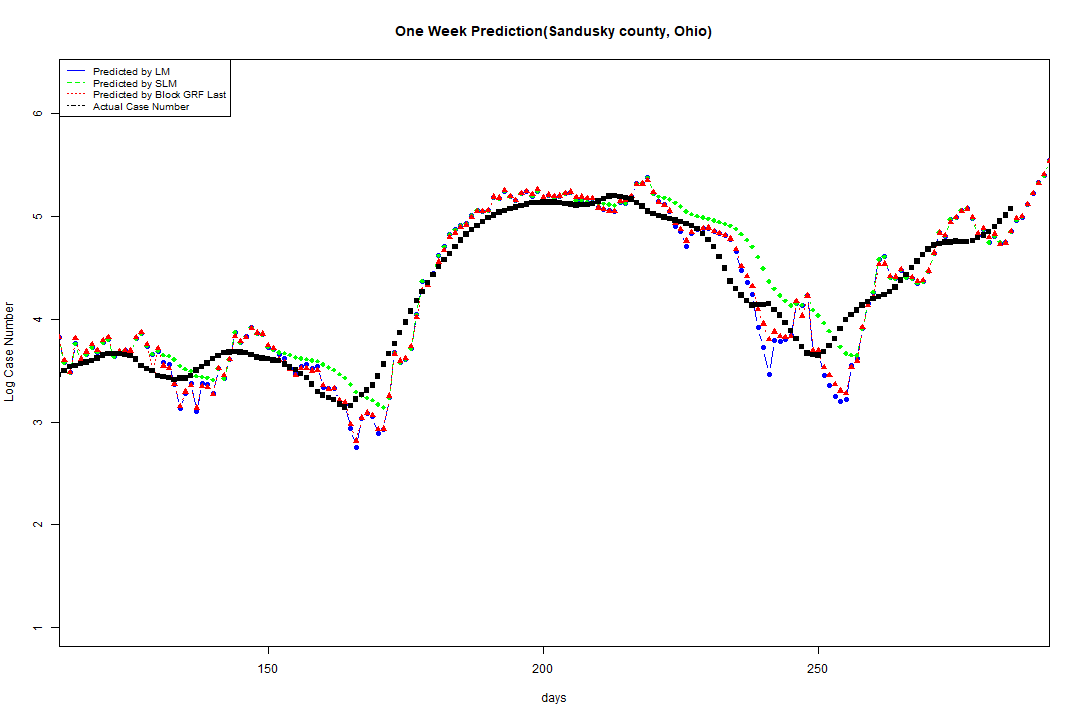 One Week Prediction(Sandusky county, Ohio)
Predicted by LM
Predicted by SLM
Predicted by Block GRF Last
Actual Case Number
6
5
4
3
2
1
Log Case Number
150
200
250
days